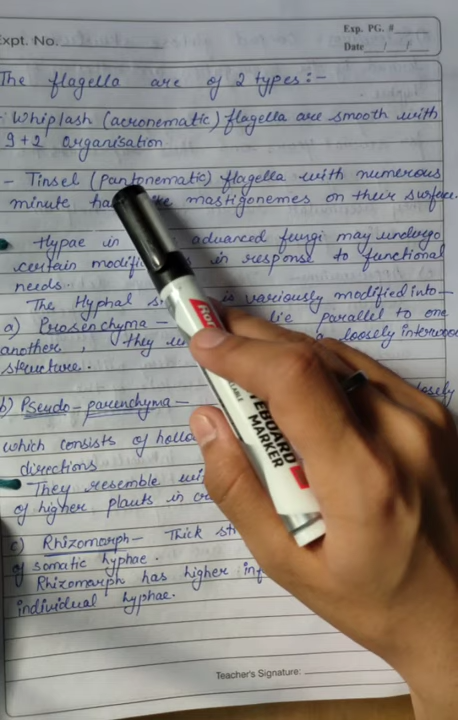 Exp. PG. #
Expt. No.
Date / /
The flagella are of 2 types:-
- Whiplash (acronematic) flagella are smooth with
9+2 organisation
- Tinsel (pantonematic) flagella with numerous
minute mastigonemes on their surface.
Hypae in advanced fungi may undergo
certain in response to functional
needs.
The Hyphal is variously modified into-
a) Prosenchyma - lie parallel to one
another, they loosely
structure.
b) Pseudo-parenchyma - closely
which consists of
directions
They resemble
of higher plants in
c) Rhizomorph - Thick
of somatic hyphae.
Rhizomorph has higher
individual hyphae.
WHITEBOARD
MARKER
Teacher's Signature: